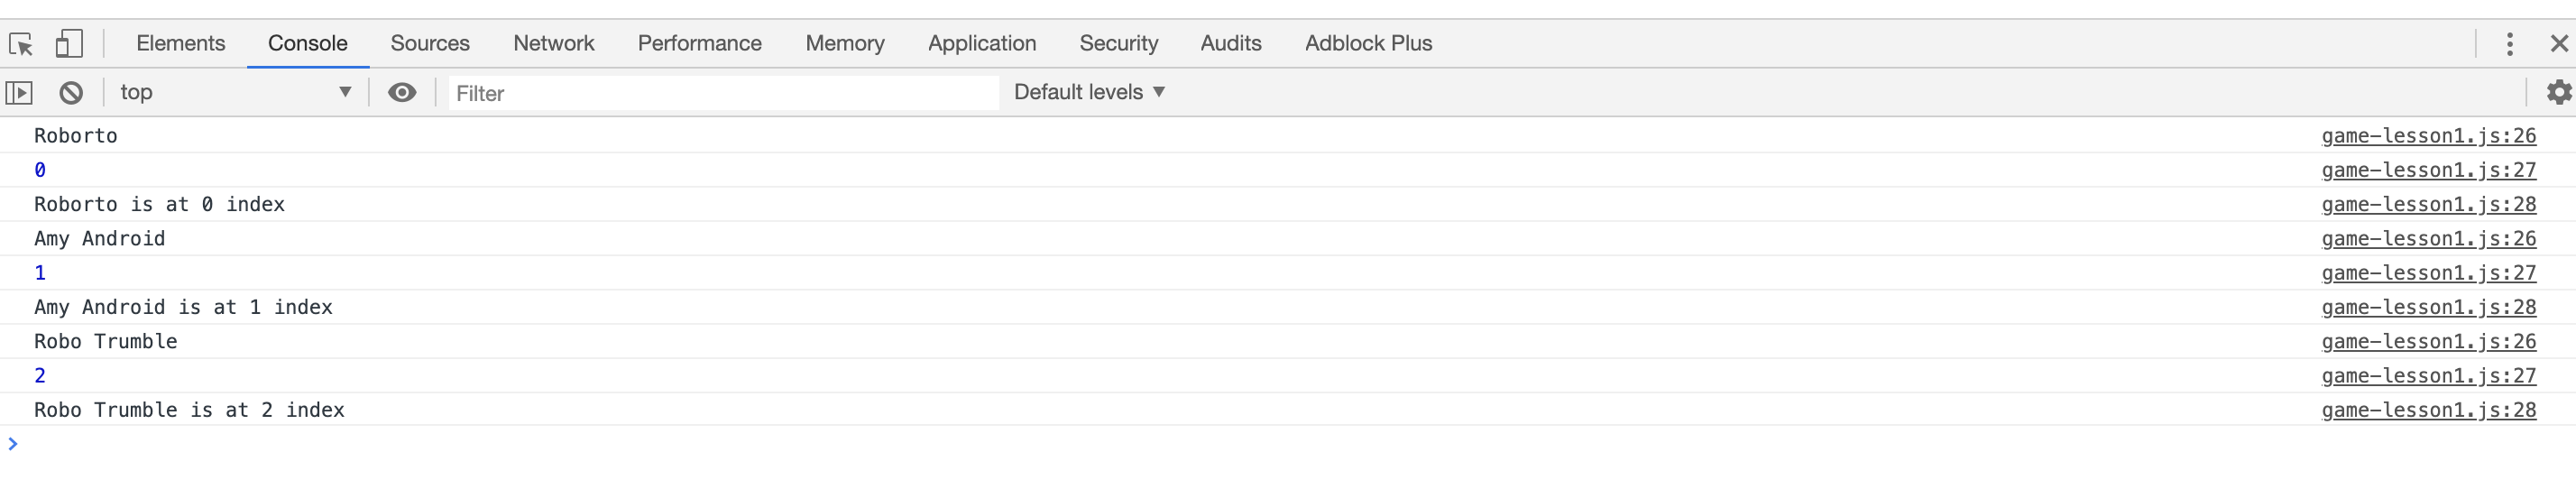 Elements Console Sources Network Performance Memory Application Security Audits Adblock Plus
top Filter Default levels
Roborto game-lesson1.js:26
0 game-lesson1.js:27
Roborto is at 0 index game-lesson1.js:28
Amy Android game-lesson1.js:26
1 game-lesson1.js:27
Amy Android is at 1 index game-lesson1.js:28
Robo Trumble game-lesson1.js:26
2 game-lesson1.js:27
Robo Trumble is at 2 index game-lesson1.js:28